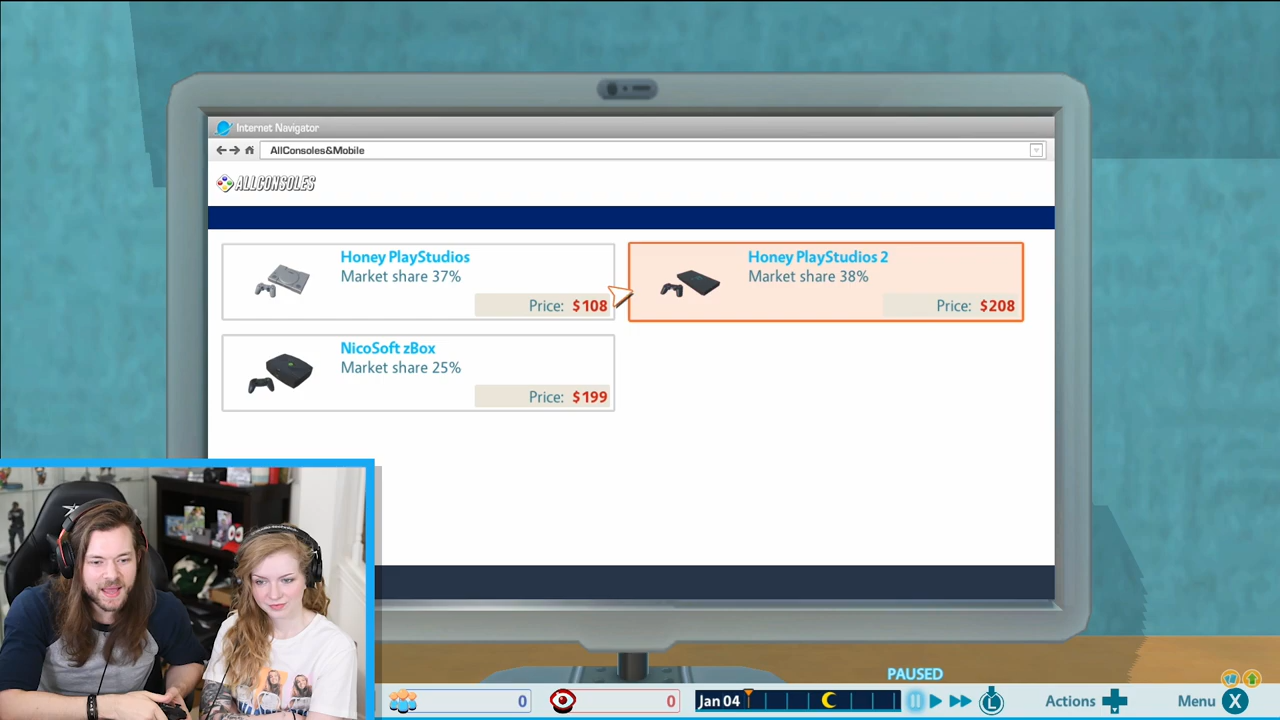 Internet Navigator
AllConsoles&Mobile
ALLCONSOLES
Honey PlayStudios
Market share 37%
Price: $108
Honey PlayStudios 2
Market share 38%
Price: $208
NicoSoft zBox
Market share 25%
Price: $199
PAUSED
0
0
Jan 04
L
Actions
Menu X